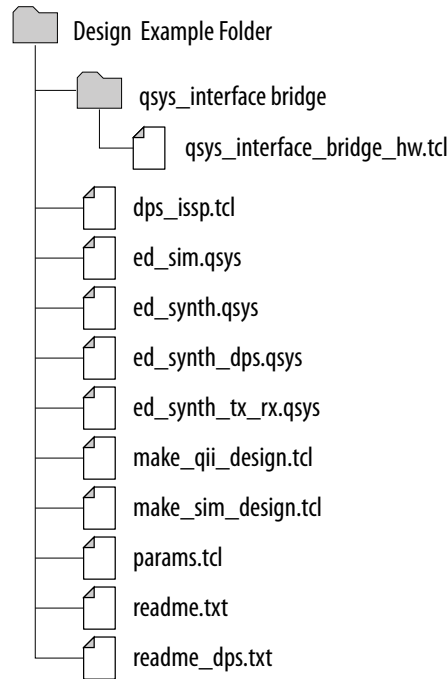 Design Example Folder
qsys_interface bridge
qsys_interface_bridge_hw.tcl
dps_issp.tcl
ed_sim.qsys
ed_synth.qsys
ed_synth_dps.qsys
ed_synth_tx_rx.qsys
make_qii_design.tcl
make_sim_design.tcl
params.tcl
readme.txt
readme_dps.txt